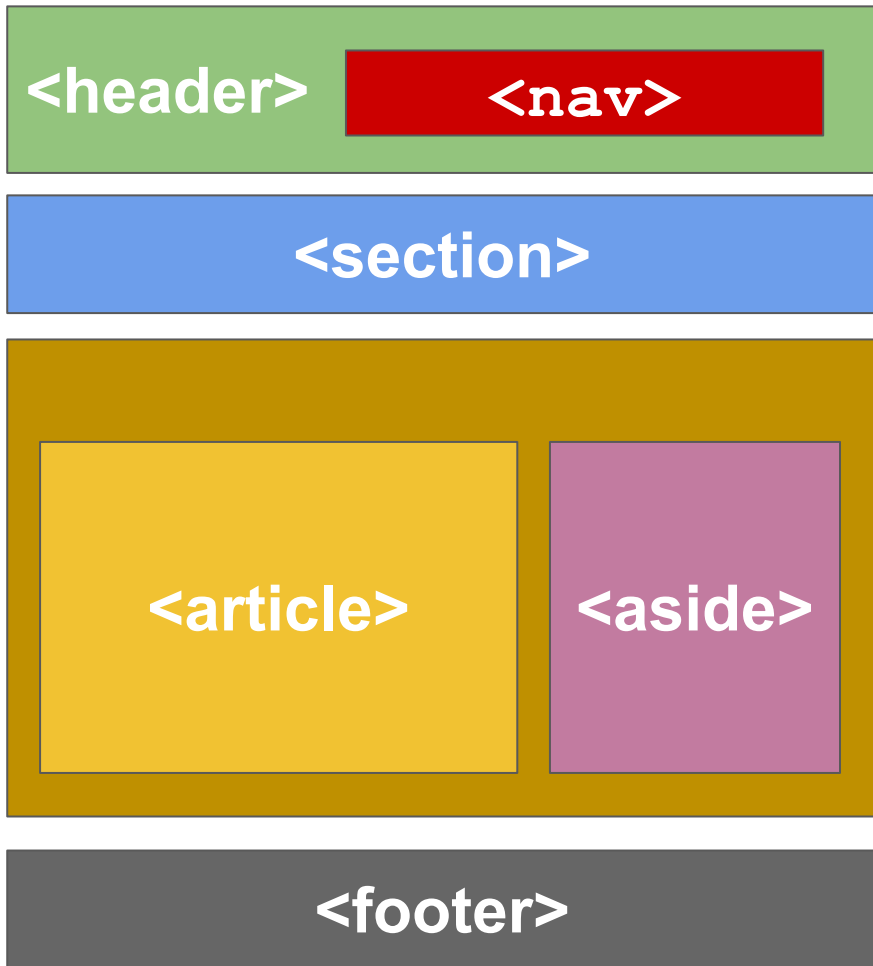 <header>
<nav>
<section>
<article>
<aside>
<footer>